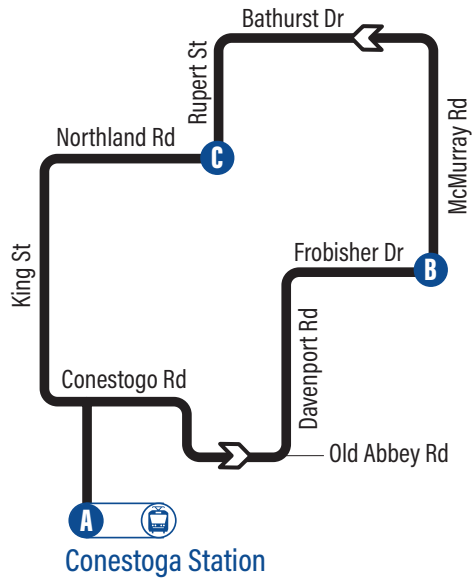 Bathurst Dr
Rupert St
McMurray Rd
Northland Rd
C
King St
Frobisher Dr
B
Davenport Rd
Conestogo Rd
Old Abbey Rd
A
Conestoga Station